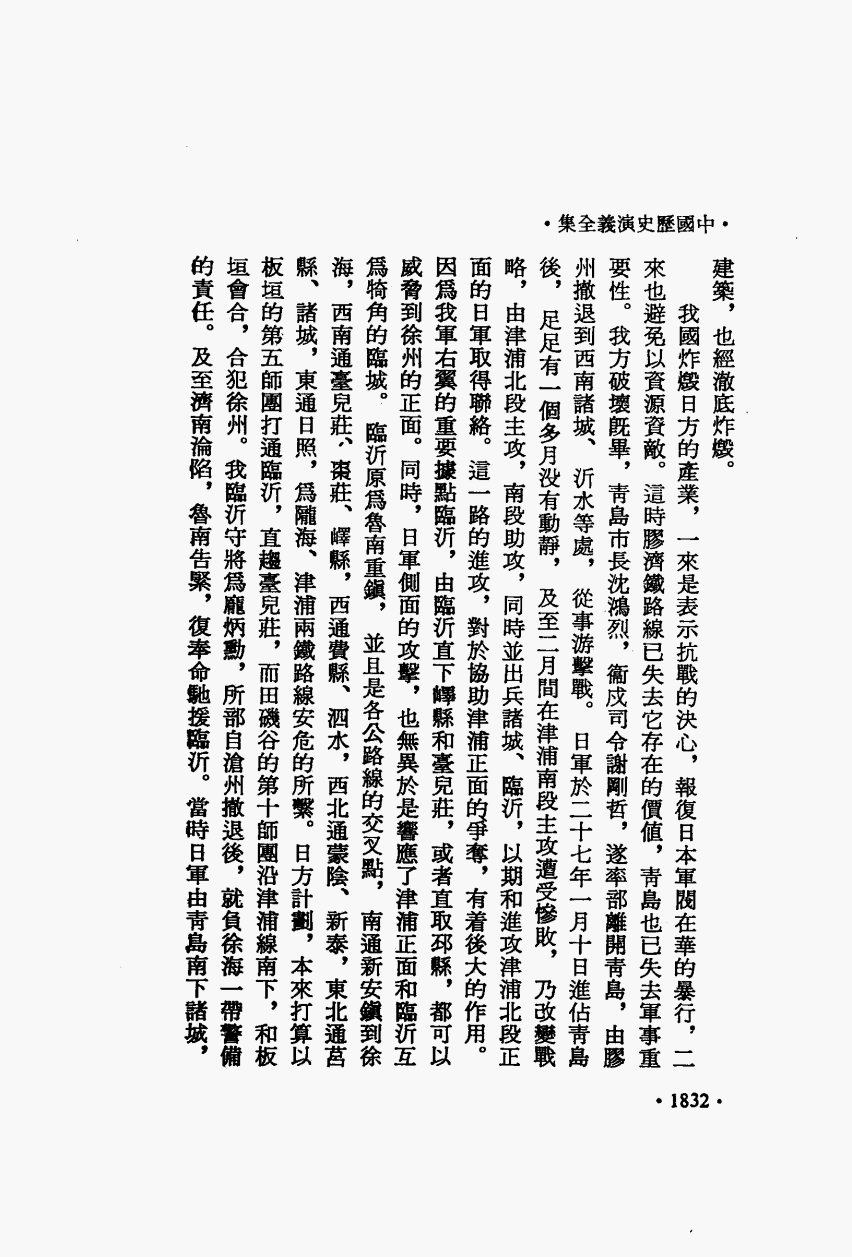 ・中國歷史演義全集・
建築，也經澈底炸燬。
我國炸燬日方的產業，一來是表示抗戰的決心，報復日本軍閥在華的暴行，二
來也避免以資源資敵。這時膠濟鐵路線已失去它存在的價値，靑島也已失去軍事重
要性。我方破壞旣畢，靑島市長沈鴻烈，衞戍司令謝剛哲，遂率部離開靑島，由膠
州撤退到西南諸城、沂水等處，從事游擊戰。日軍於二十七年一月十日進佔靑島
後，足足有一個多月没有動靜，及至二月間在津浦南段主攻遭受慘敗，乃改變戰
略，由津浦北段主攻，南段助攻，同時並出兵諸城、臨沂，以期和進攻津浦北段正
面的日軍取得聯絡。這一路的進攻，對於協助津浦正面的爭奪，有着後大的作用。
因爲我軍右翼的重要據點臨沂，由臨沂直下嶧縣和臺兒莊，或者直取邳縣，都可以
威脅到徐州的正面。同時，日軍側面的攻擊，也無異於是響應了津浦正面和臨沂互
爲犄角的臨城。臨沂原爲魯南重鎭，並且是各公路線的交叉點，南通新安鎭到徐
海，西南通臺兒莊、棗莊、嶧縣，西通費縣、泗水，西北通蒙陰、新泰，東北通莒
縣、諸城，東通日照，爲隴海、津浦兩鐵路線安危的所繫。日方計劃，本來打算以
板垣的第五師團打通臨沂，直趨臺兒莊，而田磯谷的第十師團沿津浦線南下，和板
垣會合，合犯徐州。我臨沂守將爲龐炳勳，所部自滄州撤退後，就負徐海一帶警備
的責任。及至濟南淪陷，魯南告緊，復奉命馳援臨沂。當時日軍由靑島南下諸城，
・1832・